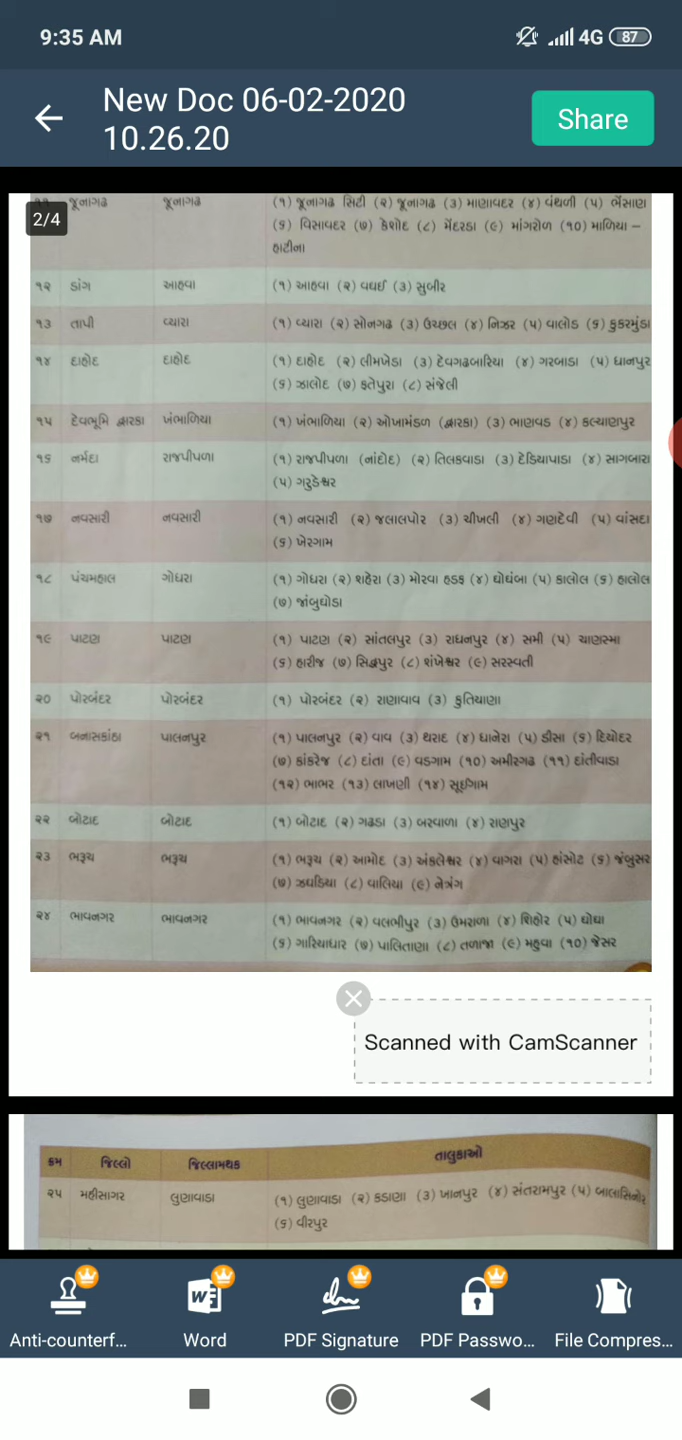 9:35 AM 4G 87
New Doc 06-02-2020
10.26.20
Share
2/4
૧૧ જૂનાગઢ જૂનાગઢ (૧) જૂનાગઢ સિટી (૨) જૂનાગઢ (૩) માણાવદર (૪) વંથળી (૫) ભેંસાણ
(૬) વિસાવદર (૭) કેશોદ (૮) મેંદરડા (૯) માંગરોળ (૧૦) માળિયા –
હાટીના
૧૨ ડાંગ આહવા (૧) આહવા (૨) વઘઈ (૩) સુબીર
૧૩ તાપી વ્યારા (૧) વ્યારા (૨) સોનગઢ (૩) ઉચ્છલ (૪) નિઝર (૫) વાલોડ (૬) કુકરમુંડા
૧૪ દાહોદ દાહોદ (૧) દાહોદ (૨) લીમખેડા (૩) દેવગઢબારિયા (૪) ગરબાડા (૫) ધાનપુર
(૬) ઝાલોદ (૭) ફતેપુરા (૮) સંજેલી
૧૫ દેવભૂમિ દ્વારકા ખંભાળિયા (૧) ખંભાળિયા (૨) ઓખામંડળ (દ્વારકા) (૩) ભાણવડ (૪) કલ્યાણપુર
૧૬ નર્મદા રાજપીપળા (૧) રાજપીપળા (નાંદોદ) (૨) તિલકવાડા (૩) દેડિયાપાડા (૪) સાગબારા
(૫) ગરુડેશ્વર
૧૭ નવસારી નવસારી (૧) નવસારી (૨) જલાલપોર (૩) ચીખલી (૪) ગણદેવી (૫) વાંસદા
(૬) ખેરગામ
૧૮ પંચમહાલ ગોધરા (૧) ગોધરા (૨) શહેરા (૩) મોરવા હડફ (૪) ઘોઘંબા (૫) કાલોલ (૬) હાલોલ
(૭) જાંબુઘોડા
૧૯ પાટણ પાટણ (૧) પાટણ (૨) સાંતલપુર (૩) રાધનપુર (૪) સમી (૫) ચાણસ્મા
(૬) હારીજ (૭) સિદ્ધપુર (૮) શંખેશ્વર (૯) સરસ્વતી
૨૦ પોરબંદર પોરબંદર (૧) પોરબંદર (૨) રાણાવાવ (૩) કુતિયાણા
૨૧ બનાસકાંઠા પાલનપુર (૧) પાલનપુર (૨) વાવ (૩) થરાદ (૪) ધાનેરા (૫) ડીસા (૬) દિયોદર
(૭) કાંકરેજ (૮) દાંતા (૯) વડગામ (૧૦) અમીરગઢ (૧૧) દાંતીવાડા
(૧૨) ભાભર (૧૩) લાખણી (૧૪) સૂઈગામ
૨૨ બોટાદ બોટાદ (૧) બોટાદ (૨) ગઢડા (૩) બરવાળા (૪) રાણપુર
૨૩ ભરૂચ ભરૂચ (૧) ભરૂચ (૨) આમોદ (૩) અંકલેશ્વર (૪) વાગરા (૫) હાંસોટ (૬) જંબુસર
(૭) ઝઘડિયા (૮) વાલિયા (૯) નેત્રંગ
૨૪ ભાવનગર ભાવનગર (૧) ભાવનગર (૨) વલભીપુર (૩) ઉમરાળા (૪) શિહોર (૫) ઘોઘા
(૬) ગારિયાધાર (૭) પાલિતાણા (૮) તળાજા (૯) મહુવા (૧૦) જેસર
Scanned with CamScanner
ક્રમ જિલ્લો જિલ્લામથક તાલુકાઓ
૨૫ મહીસાગર લુણાવાડા (૧) લુણાવાડા (૨) કડાણા (૩) ખાનપુર (૪) સંતરામપુર (૫) બાલાસિનોર
(૬) વીરપુર
Anti-counterf... Word PDF Signature PDF Passwo... File Compres...